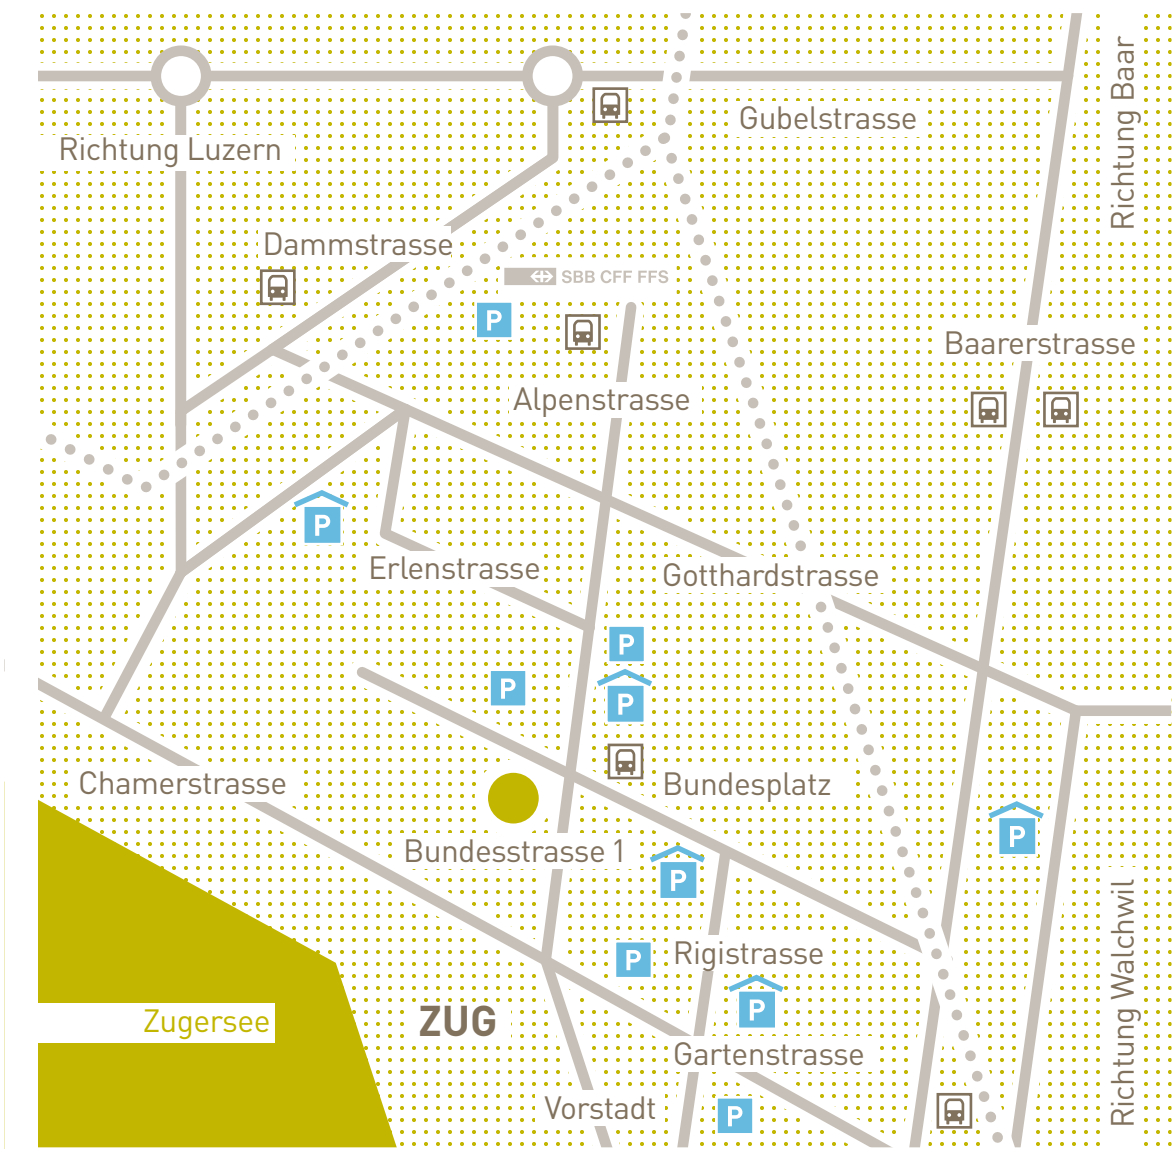 Richtung Baar
Gubelstrasse
Richtung Luzern
Dammstrasse
SBB CFF FFS
P
Baarerstrasse
Alpenstrasse
P
Erlenstrasse
Gotthardstrasse
P
P
P
Chamerstrasse
Bundesplatz
P
Bundesstrasse 1
P
Richtung Walchwil
Rigistrasse
P
P
Zugersee
ZUG
Gartenstrasse
Vorstadt
P